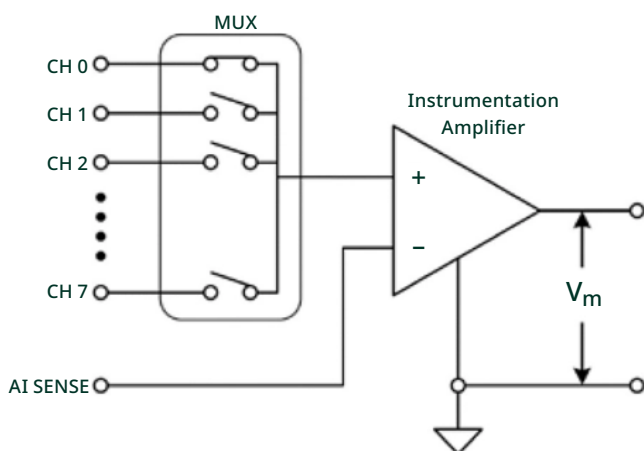 MUX
CH 0
CH 1
Instrumentation
Amplifier
CH 2
+
−
CH 7
Vm
AI SENSE